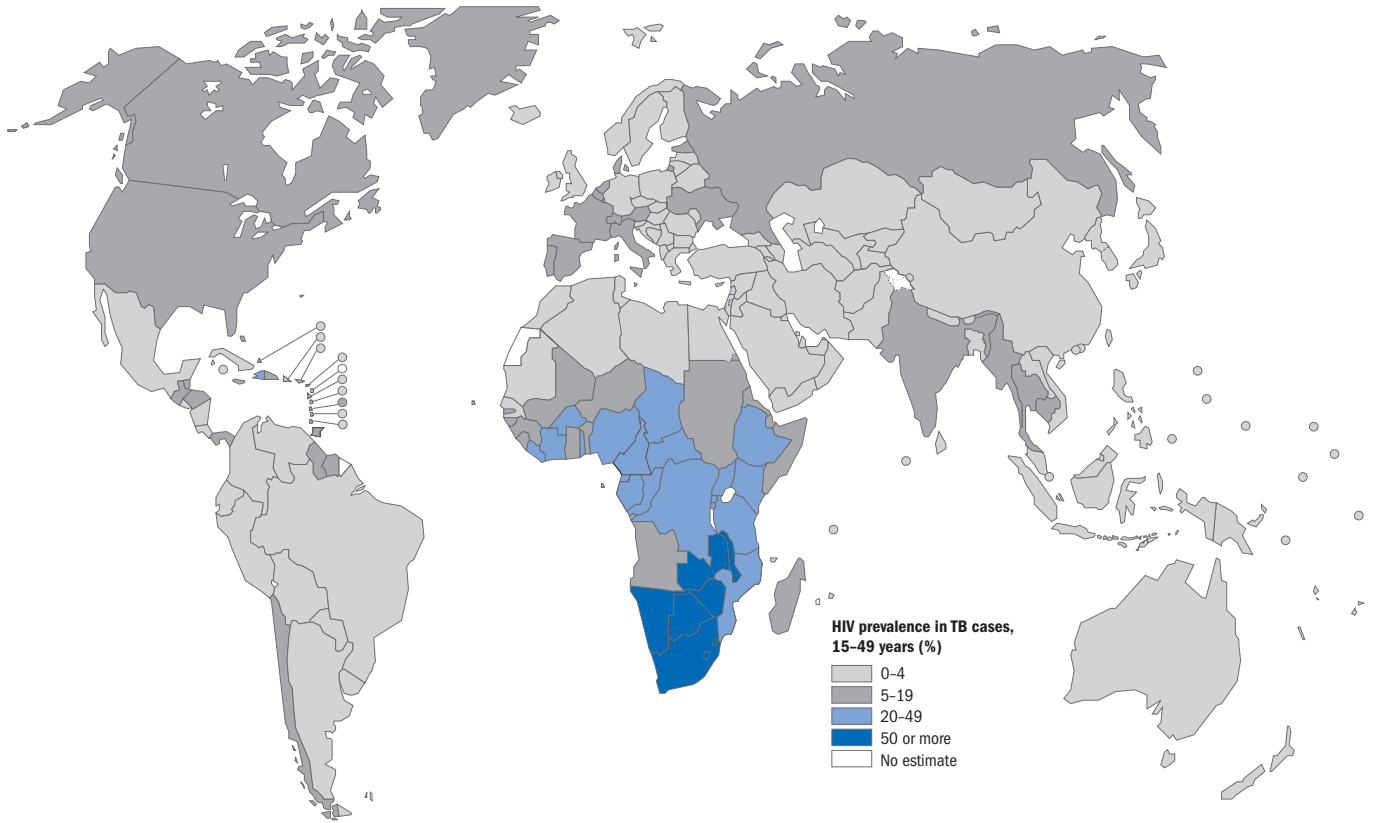 HIV prevalence in TB cases,
15–49 years (%)
0–4
5–19
20–49
50 or more
No estimate